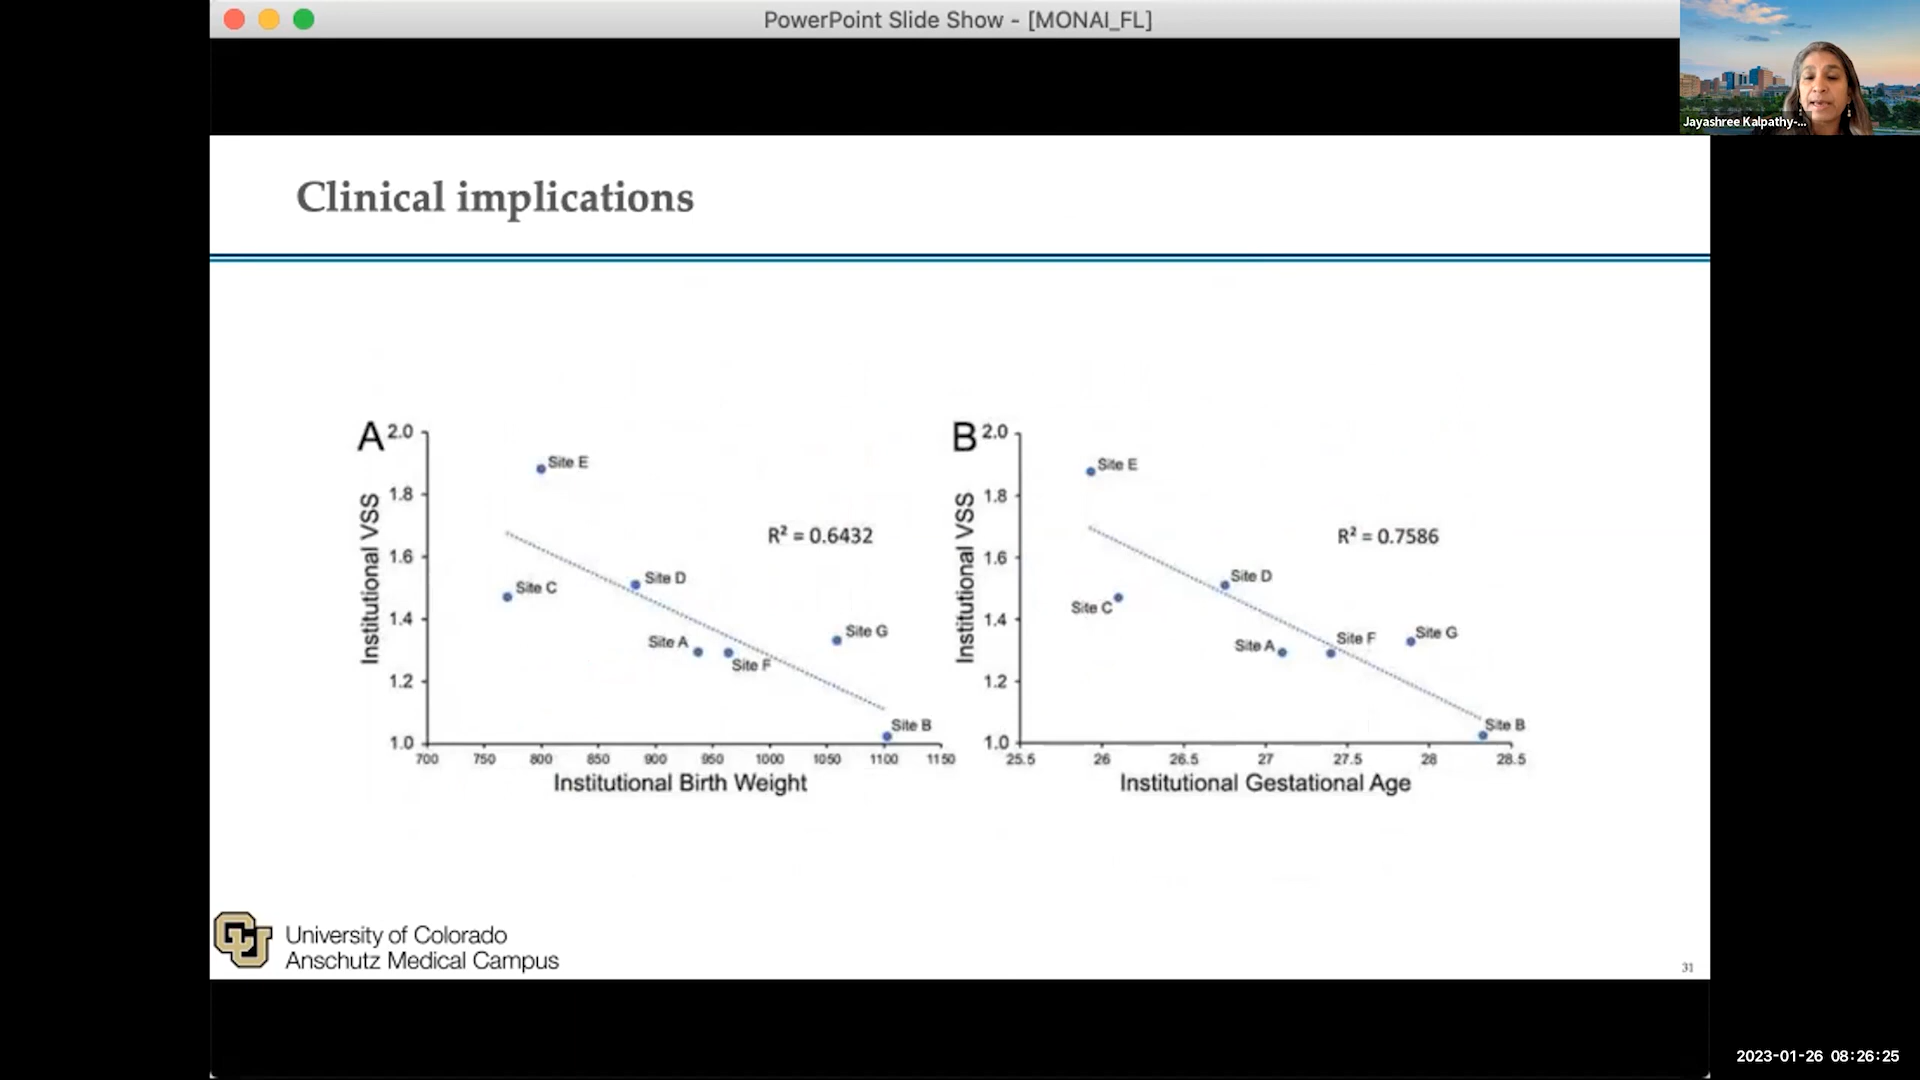 PowerPoint Slide Show - [MONAI_FL]
Jayashree Kalpathy-...
Clinical implications
A
2.0
1.8
1.6
1.4
1.2
1.0
Institutional VSS
Site E
R² = 0.6432
Site D
Site C
Site G
Site A
Site F
Site B
700 750 800 850 900 950 1000 1050 1100 1150
Institutional Birth Weight
B
2.0
1.8
1.6
1.4
1.2
1.0
Institutional VSS
Site E
R² = 0.7586
Site D
Site C
Site G
Site F
Site A
Site B
25.5 26 26.5 27 27.5 28 28.5
Institutional Gestational Age
University of Colorado
Anschutz Medical Campus
31
2023-01-26 08:26:25